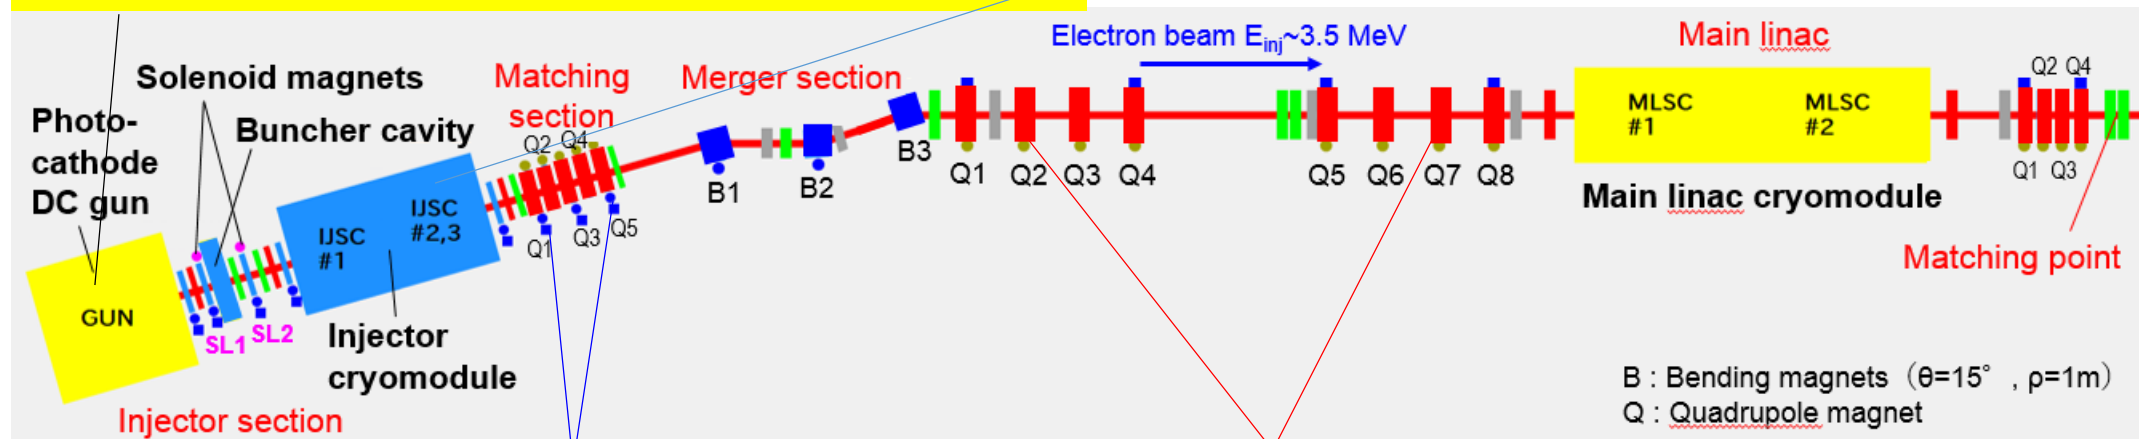 Electron beam Einj~3.5 MeV
Main linac
Solenoid magnets
Matching
section
Merger section
Photo-
cathode
DC gun
Buncher cavity
Q2 Q4
B1
B2
B3
Q1 Q2 Q3 Q4
Q5 Q6 Q7 Q8
MLSC
#1
MLSC
#2
Q2 Q4
Q1 Q3
Main linac cryomodule
IJSC
#1
IJSC
#2,3
Q1 Q3 Q5
Matching point
GUN
SL1 SL2
Injector
cryomodule
Injector section
B : Bending magnets（θ=15°, ρ=1m）
Q : Quadrupole magnet